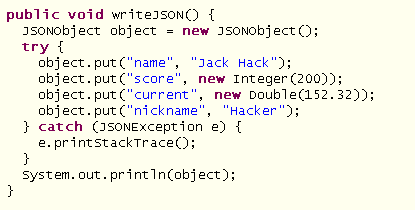 public void writeJSON() {
  JSONObject object = new JSONObject();
  try {
    object.put("name", "Jack Hack");
    object.put("score", new Integer(200));
    object.put("current", new Double(152.32));
    object.put("nickname", "Hacker");
  } catch (JSONException e) {
    e.printStackTrace();
  }
  System.out.println(object);
}